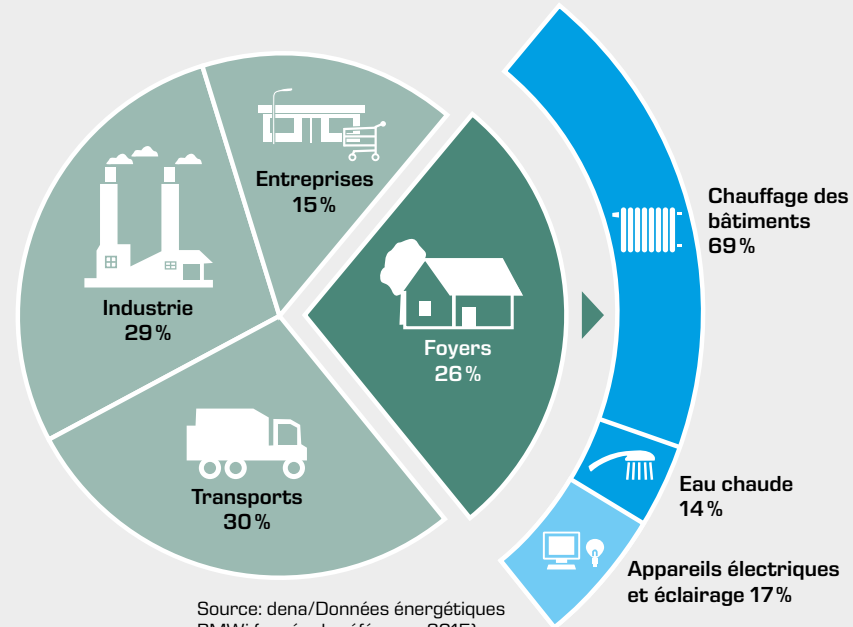 Entreprises
15 %
Industrie
29 %
Foyers
26 %
Transports
30 %
Chauffage des
bâtiments
69 %
Eau chaude
14 %
Appareils électriques
et éclairage 17 %
Source: dena/Données énergétiques